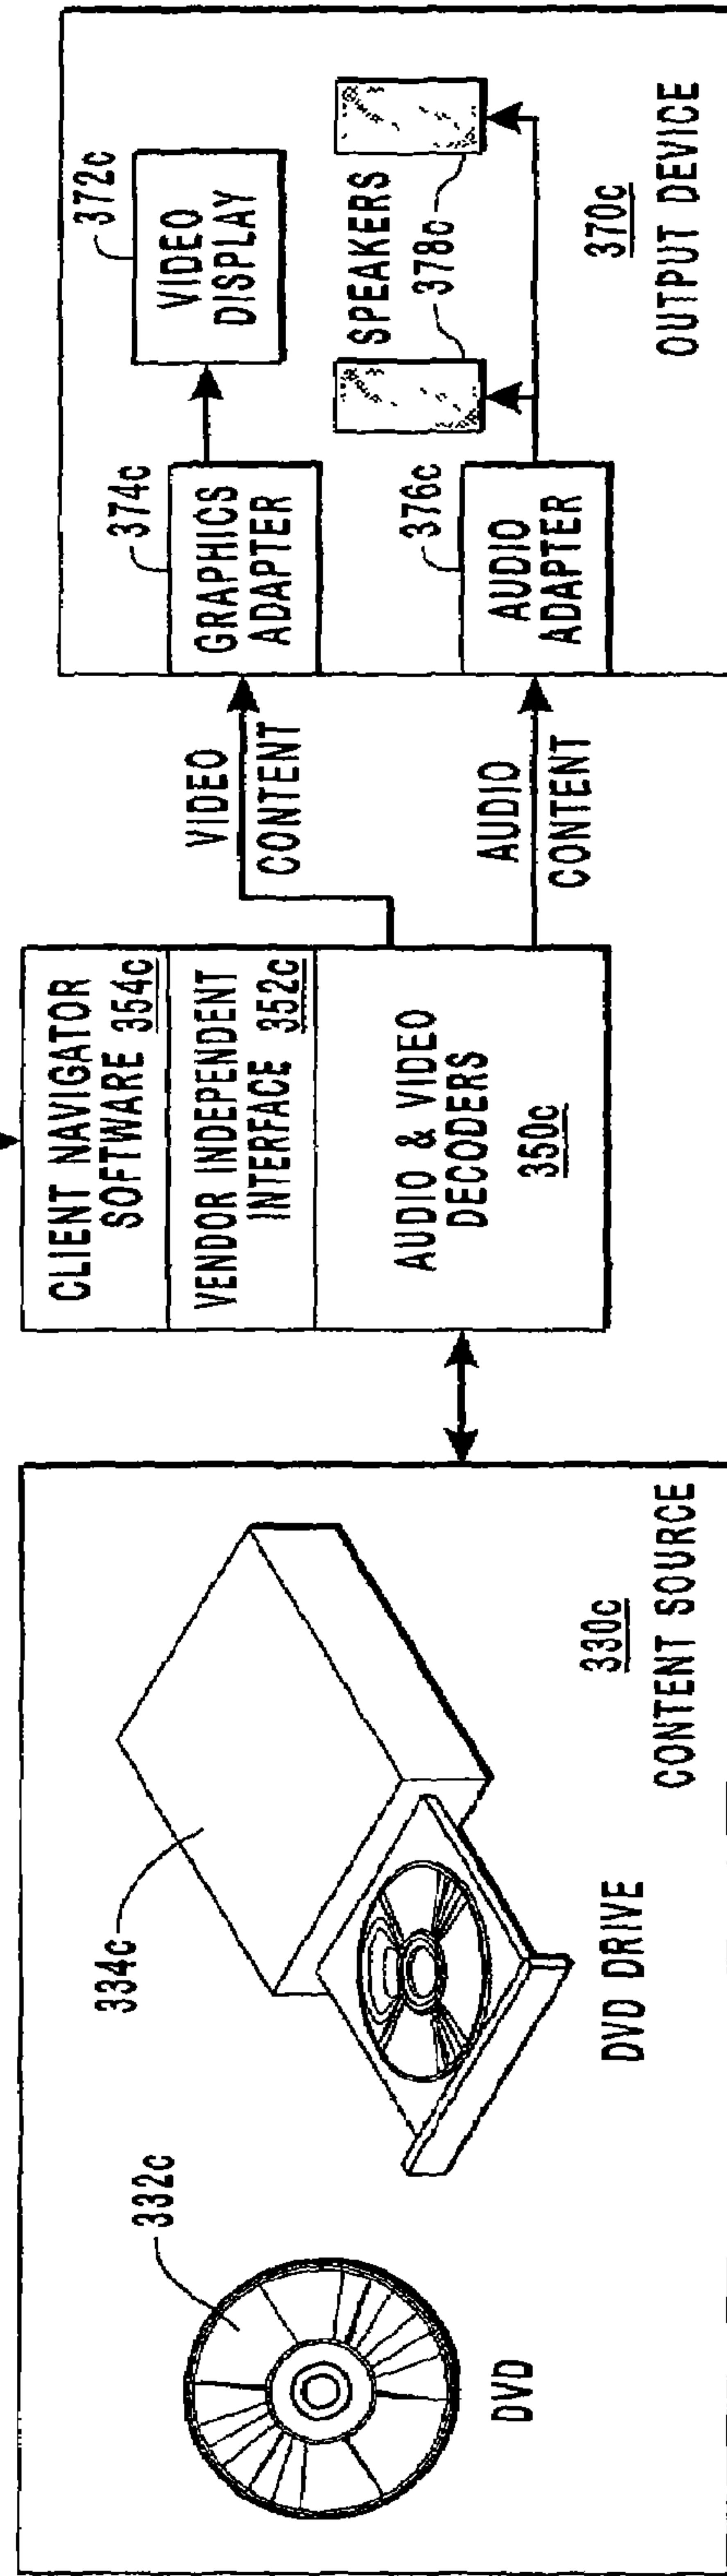 332c
DVD
334c
DVD DRIVE
330c
CONTENT SOURCE
CLIENT NAVIGATOR
SOFTWARE 354c
VENDOR INDEPENDENT
INTERFACE 352c
AUDIO & VIDEO
DECODERS
350c
VIDEO
CONTENT
AUDIO
CONTENT
374c
GRAPHICS
ADAPTER
372c
VIDEO
DISPLAY
376c
AUDIO
ADAPTER
SPEAKERS
378c
370c
OUTPUT DEVICE